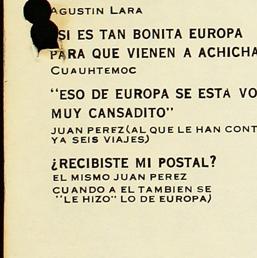 AGUSTIN LARA
SI ES TAN BONITA EUROPA
PARA QUE VIENEN A ACHICHA
CUAUHTEMOC
"ESO DE EUROPA SE ESTA VO
MUY CANSADITO"
JUAN PEREZ(AL QUE LE HAN CONT
YA SEIS VIAJES)
¿RECIBISTE MI POSTAL?
EL MISMO JUAN PEREZ
CUANDO A EL TAMBIEN SE
"LE HIZO" LO DE EUROPA)